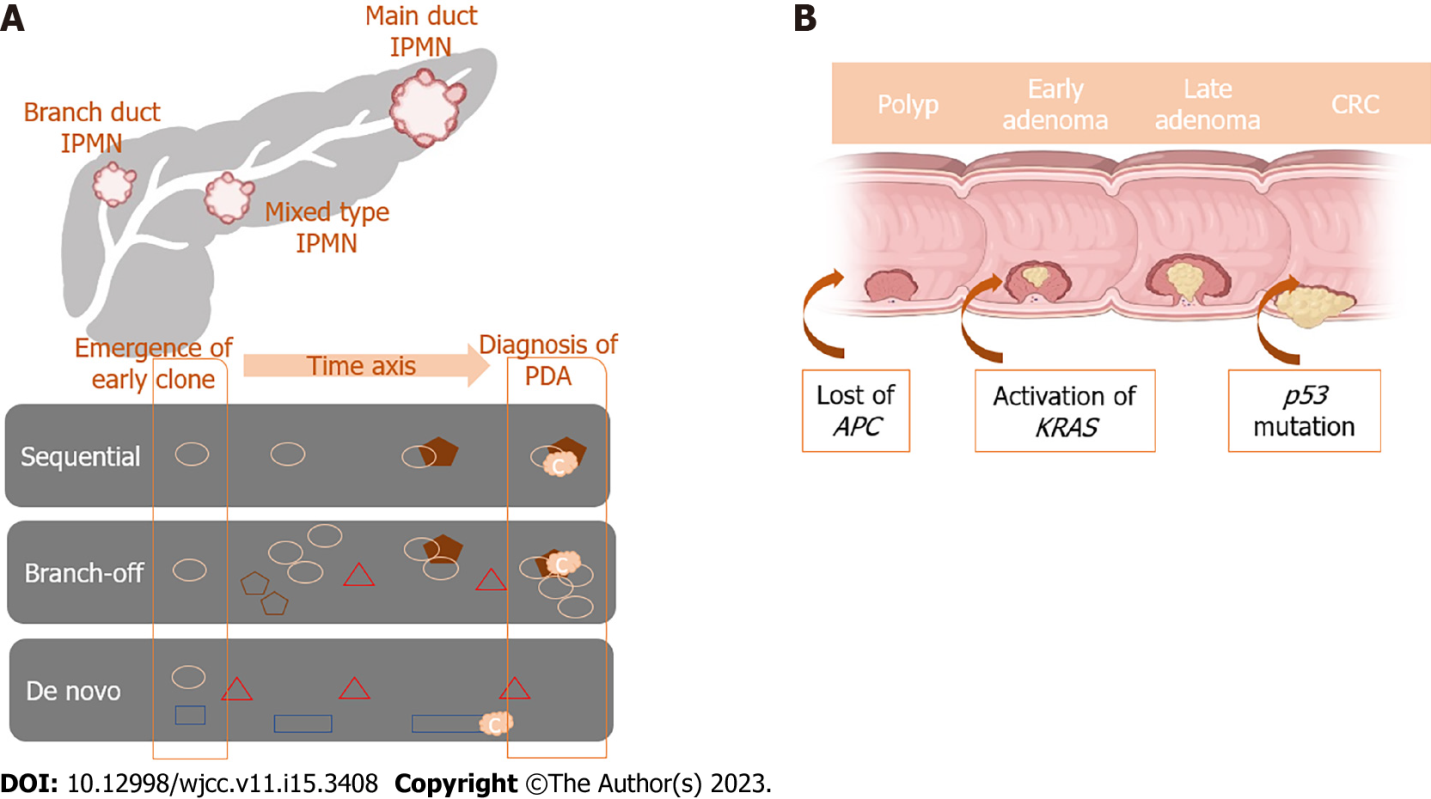 A
Main duct
IPMN
Branch duct
IPMN
Mixed type
IPMN
Emergence of
early clone
Time axis
Diagnosis of
PDA
Sequential
C
Branch-off
C
De novo
C
B
Polyp
Early
adenoma
Late
adenoma
CRC
Lost of
APC
Activation of
KRAS
p53
mutation
DOI: 10.12998/wjcc.v11.i15.3408 Copyright ©The Author(s) 2023.